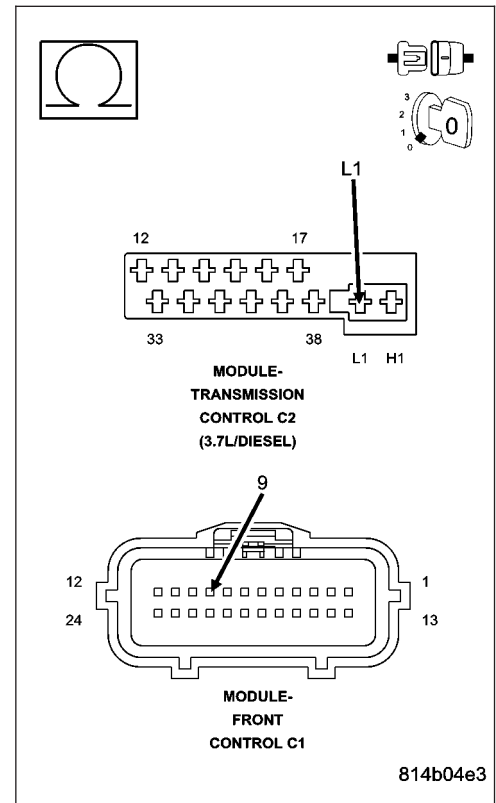 3
2
1
0
0
L1
12 17
33 38 L1 H1
MODULE-
TRANSMISSION
CONTROL C2
(3.7L/DIESEL)
9
12 1
24 13
MODULE-
FRONT
CONTROL C1
814b04e3